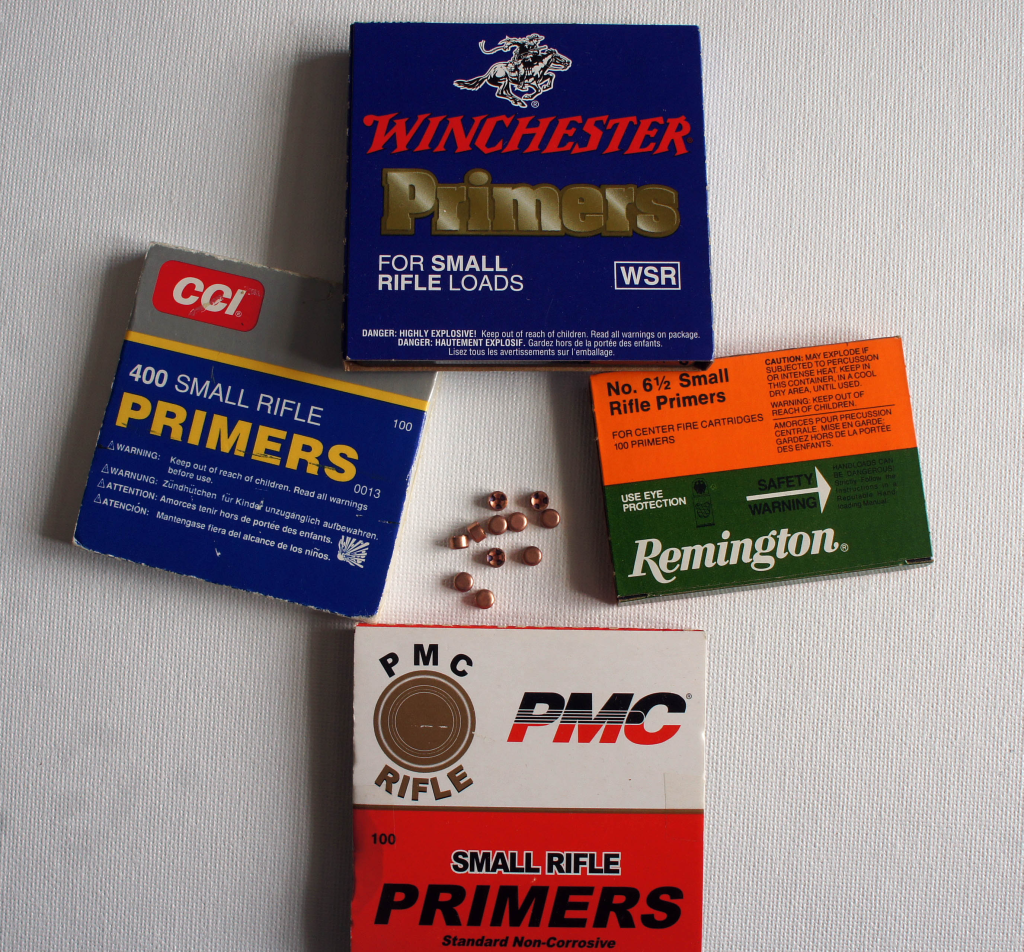 WINCHESTER
Primers
FOR SMALL
RIFLE LOADS
WSR
DANGER: HIGHLY EXPLOSIVE! Keep out of reach of children. Read all warnings on package.
DANGER: HAUTEMENT EXPLOSIF. Gardez hors de la portée des enfants.
Lisez tous les avertissements sur l'emballage.
CCI
400 SMALL RIFLE
100
PRIMERS
0013
WARNING: Keep out of reach of children. Read all warnings
before use.
WARNUNG: Zündhütchen für Kinder unzugänglich aufbewahren.
ATTENTION: Amorces tenir hors de portée des enfants.
ATENCIÓN: Mantengase fiera del alcance de los niños.
No. 6½ Small
Rifle Primers
FOR CENTER FIRE CARTRIDGES
100 PRIMERS
CAUTION: MAY EXPLODE IF
SUBJECTED TO PERCUSSION
OR INTENSE HEAT. KEEP IN
THIS CONTAINER, IN A COOL
DRY AREA, UNTIL USED.
WARNING: KEEP OUT OF
REACH OF CHILDREN.
AMORCES POUR PRECUSSION
CENTRALE. MISE EN GARDE:
GARDEZ HORS DE LA PORTÉE
DES ENFANTS.
USE EYE
PROTECTION
SAFETY
WARNING
HANDLOADS CAN
BE DANGEROUS
Remington®
PMC
RIFLE
PMC®
100
SMALL RIFLE
PRIMERS
Standard Non-Corrosive